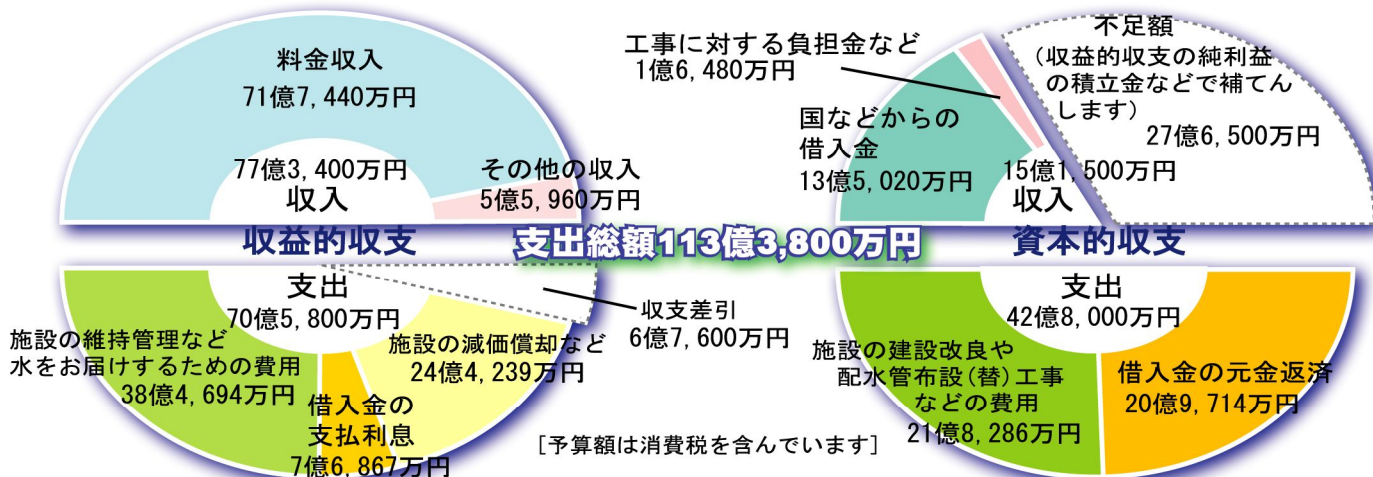 料金収入
71億7,440万円
77億3,400万円
収入
その他の収入
5億5,960万円
工事に対する負担金など
1億6,480万円
国などからの
借入金
13億5,020万円
15億1,500万円
収入
不足額
(収益的収支の純利益
の積立金などで補てん
します)
27億6,500万円
収益的収支
支出総額113億3,800万円
資本的収支
支出
70億5,800万円
収支差引
6億7,600万円
施設の維持管理など
水をお届けするための費用
38億4,694万円
借入金の
支払利息
7億6,867万円
施設の減価償却など
24億4,239万円
[予算額は消費税を含んでいます]
支出
42億8,000万円
施設の建設改良や
配水管布設(替)工事
などの費用
21億8,286万円
借入金の元金返済
20億9,714万円